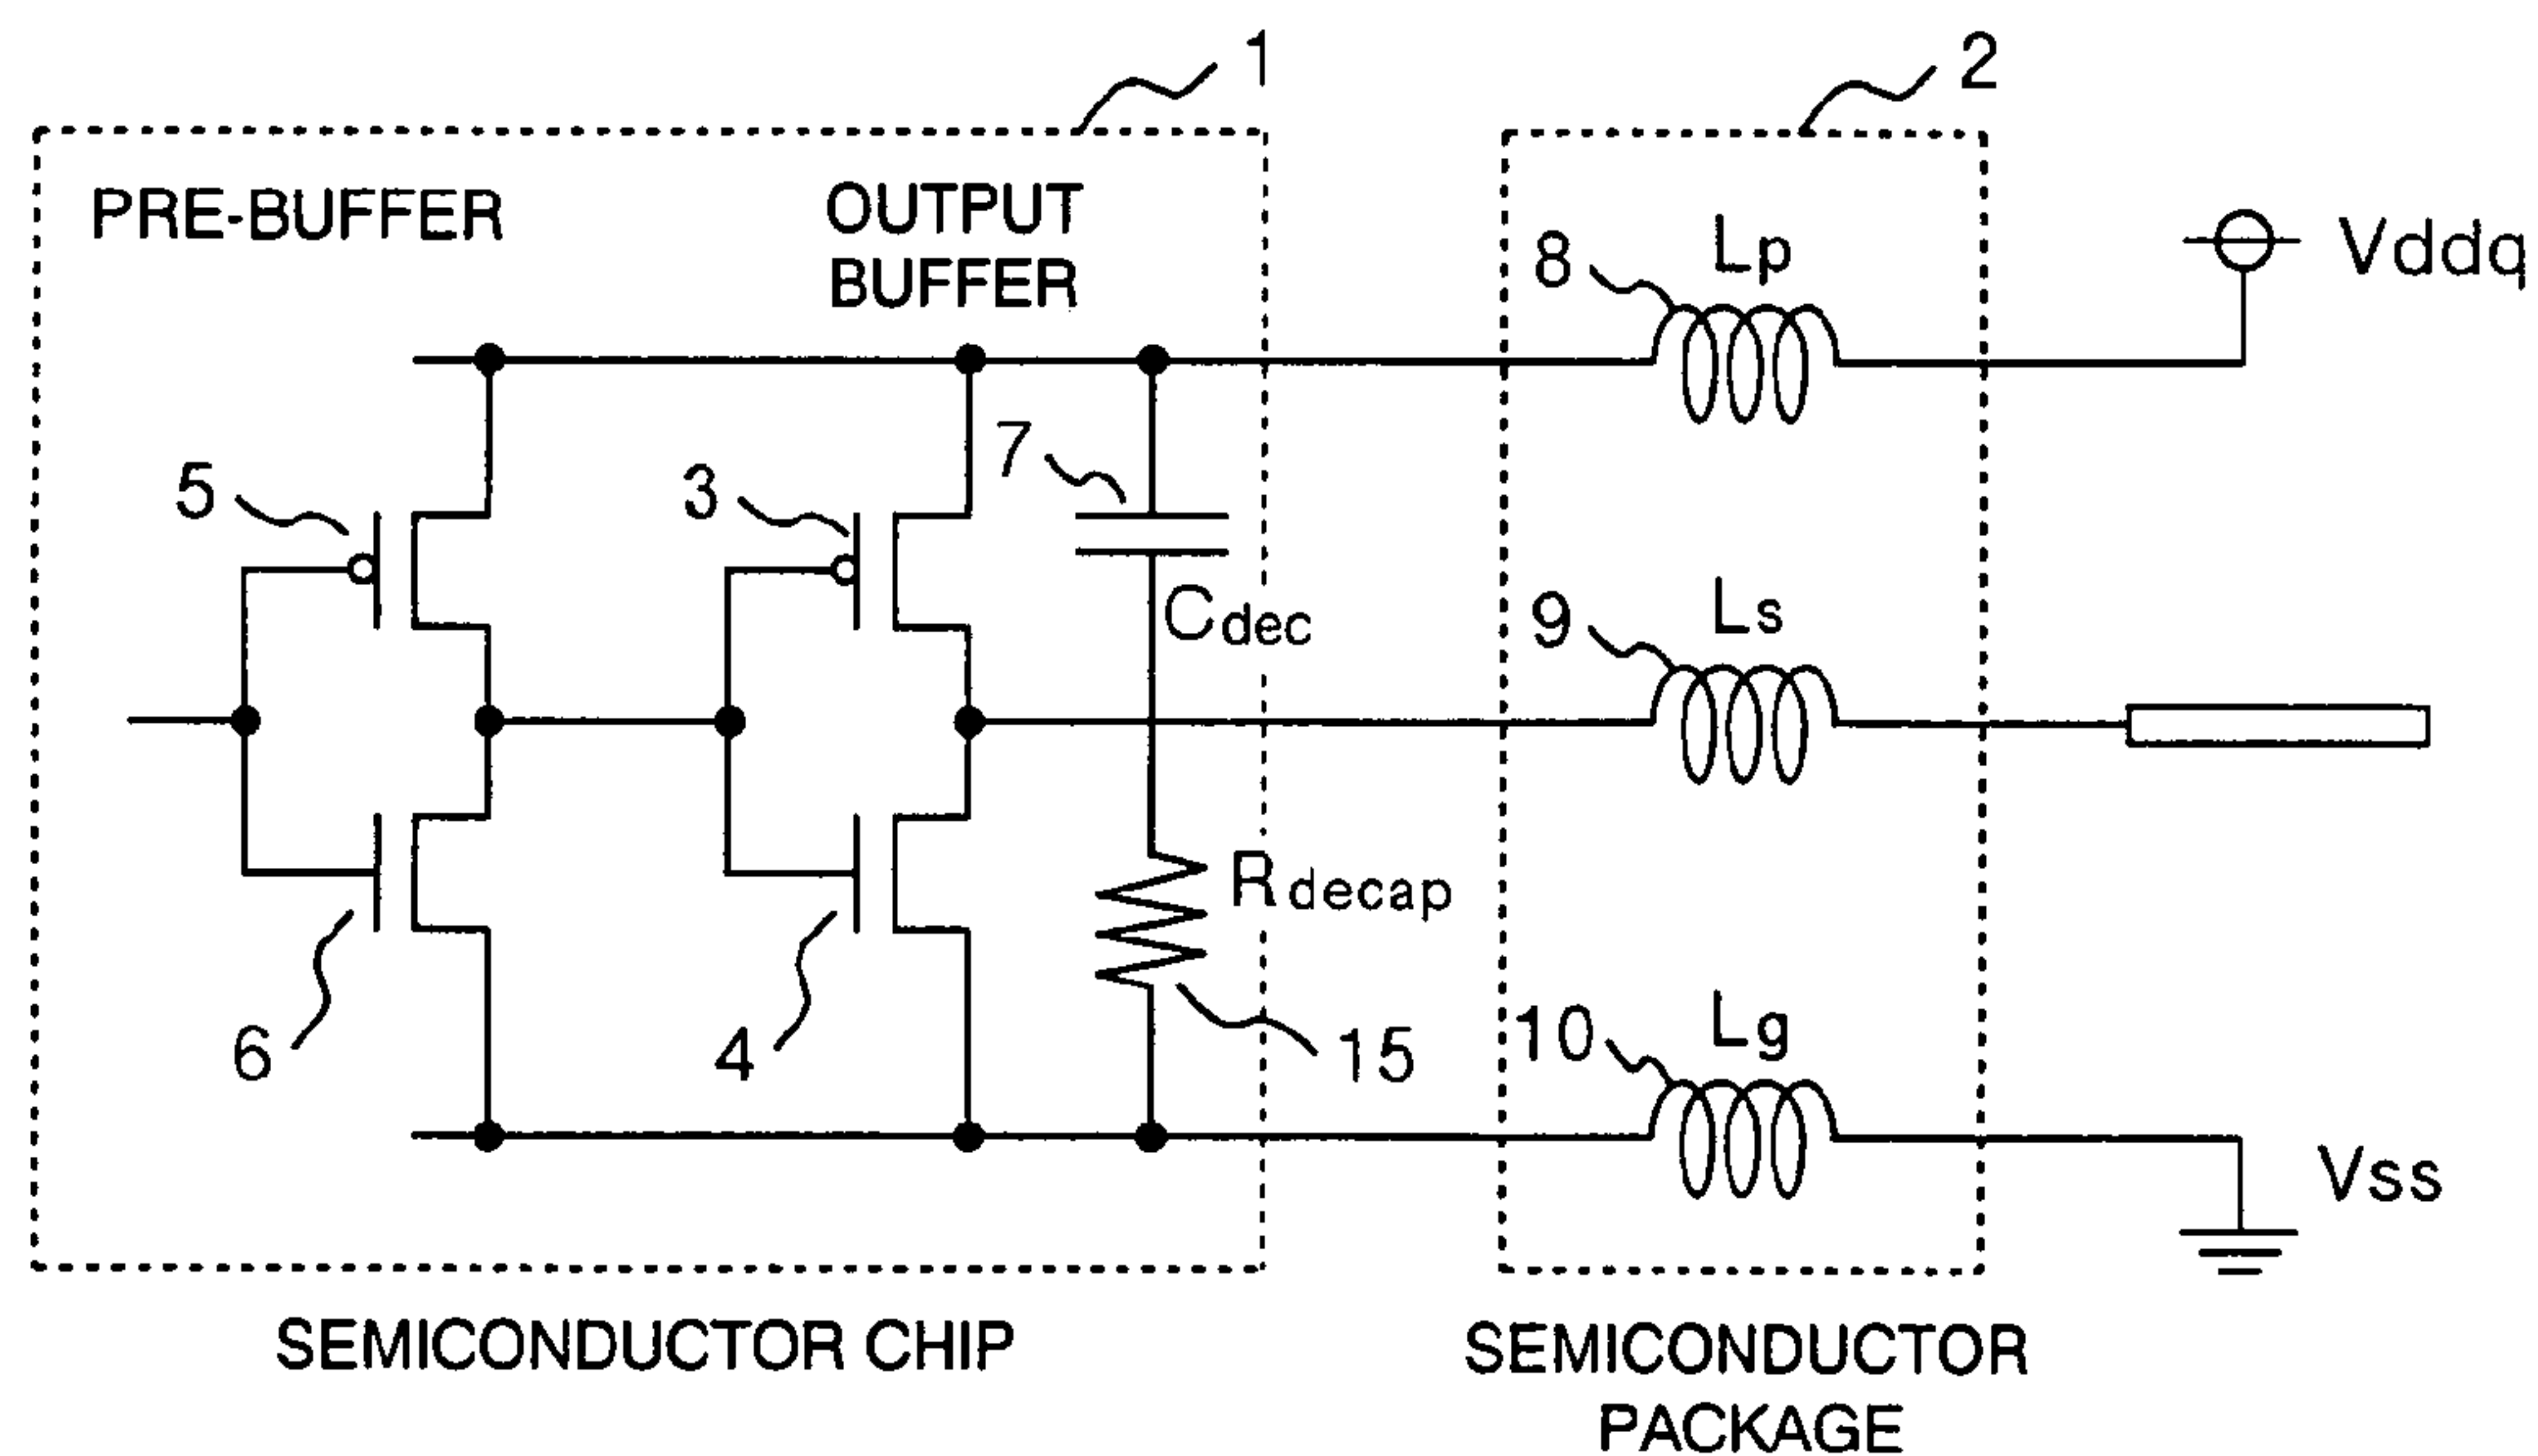 1
2
PRE-BUFFER
OUTPUT
BUFFER
8
Lp
Vddq
5
3
7
Cdec
9
Ls
Rdecap
6
4
15
10
Lg
Vss
SEMICONDUCTOR CHIP
SEMICONDUCTOR
PACKAGE